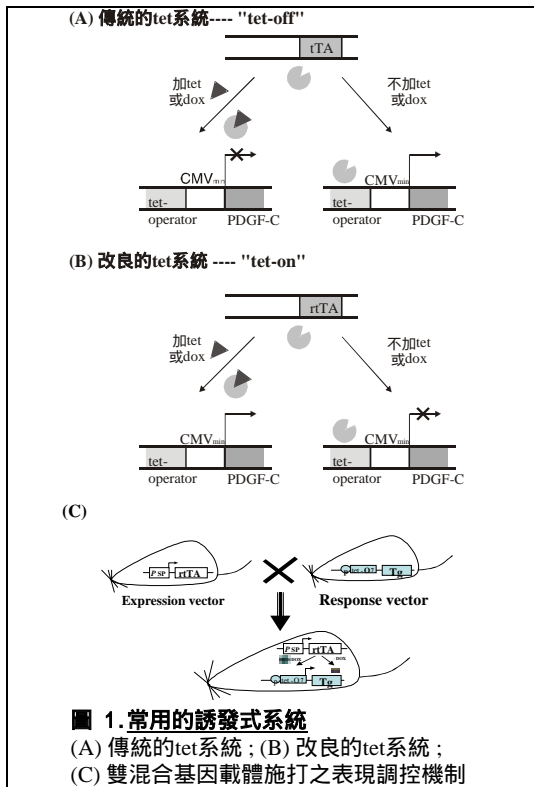 (A) 傳統的tet系統---- "tet-off"
tTA
加tet
或dox
不加tet
或dox
CMVmin
CMVmin
tet-
operator
PDGF-C
tet-
operator
PDGF-C
(B) 改良的tet系統 ---- "tet-on"
rtTA
加tet
或dox
不加tet
或dox
CMVmin
CMVmin
tet-
operator
PDGF-C
tet-
operator
PDGF-C
(C)
P SP rtTA
p tet-O7 Tg
Expression vector
Response vector
P SP rtTA
DOX
p tet-O7 Tg
圖 1.常用的誘發式系統
(A) 傳統的tet系統 ; (B) 改良的tet系統 ;
(C) 雙混合基因載體施打之表現調控機制